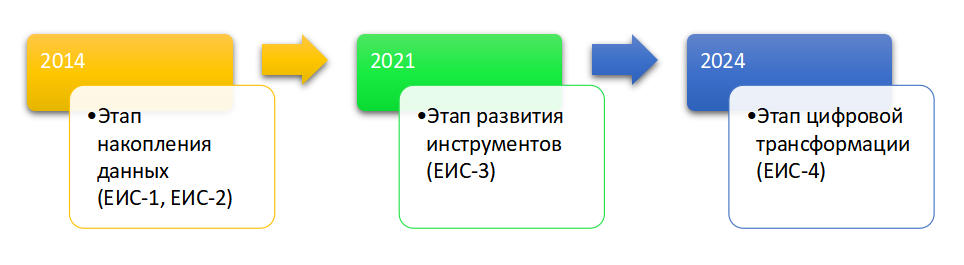 2014
•Этап
накопления
данных
(ЕИС-1, ЕИС-2)
2021
•Этап развития
инструментов
(ЕИС-3)
2024
•Этап цифровой
трансформации
(ЕИС-4)